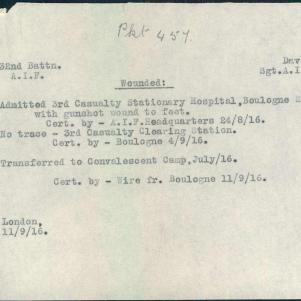 Pkt 457.
32nd Battn. Dav
A.I.F. Sgt.A.I
Wounded:
Admitted 3rd Casualty Stationary Hospital,Boulogne
with gunshot wound to feet.
Cert. by - A.I.F.Headquarters 24/8/16.
No trace - 3rd Casualty Clearing Station.
Cert. by - Boulogne 4/9/16.
Transferred to Convalescent Camp,July/16.
Cert. by - Wire fr. Boulogne 11/9/16.
London,
11/9/16.